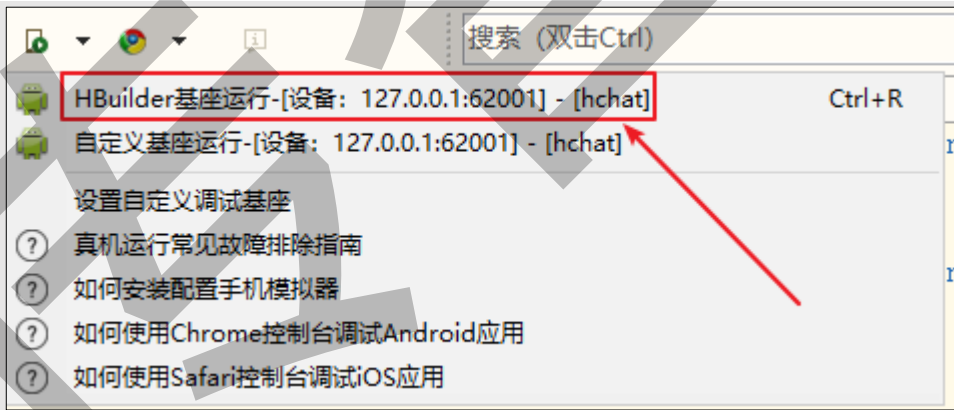 搜索 (双击Ctrl)
HBuilder基座运行-[设备：127.0.0.1:62001] - [hchat] Ctrl+R
自定义基座运行-[设备：127.0.0.1:62001] - [hchat]
设置自定义调试基座
真机运行常见故障排除指南
如何安装配置手机模拟器
如何使用Chrome控制台调试Android应用
如何使用Safari控制台调试iOS应用